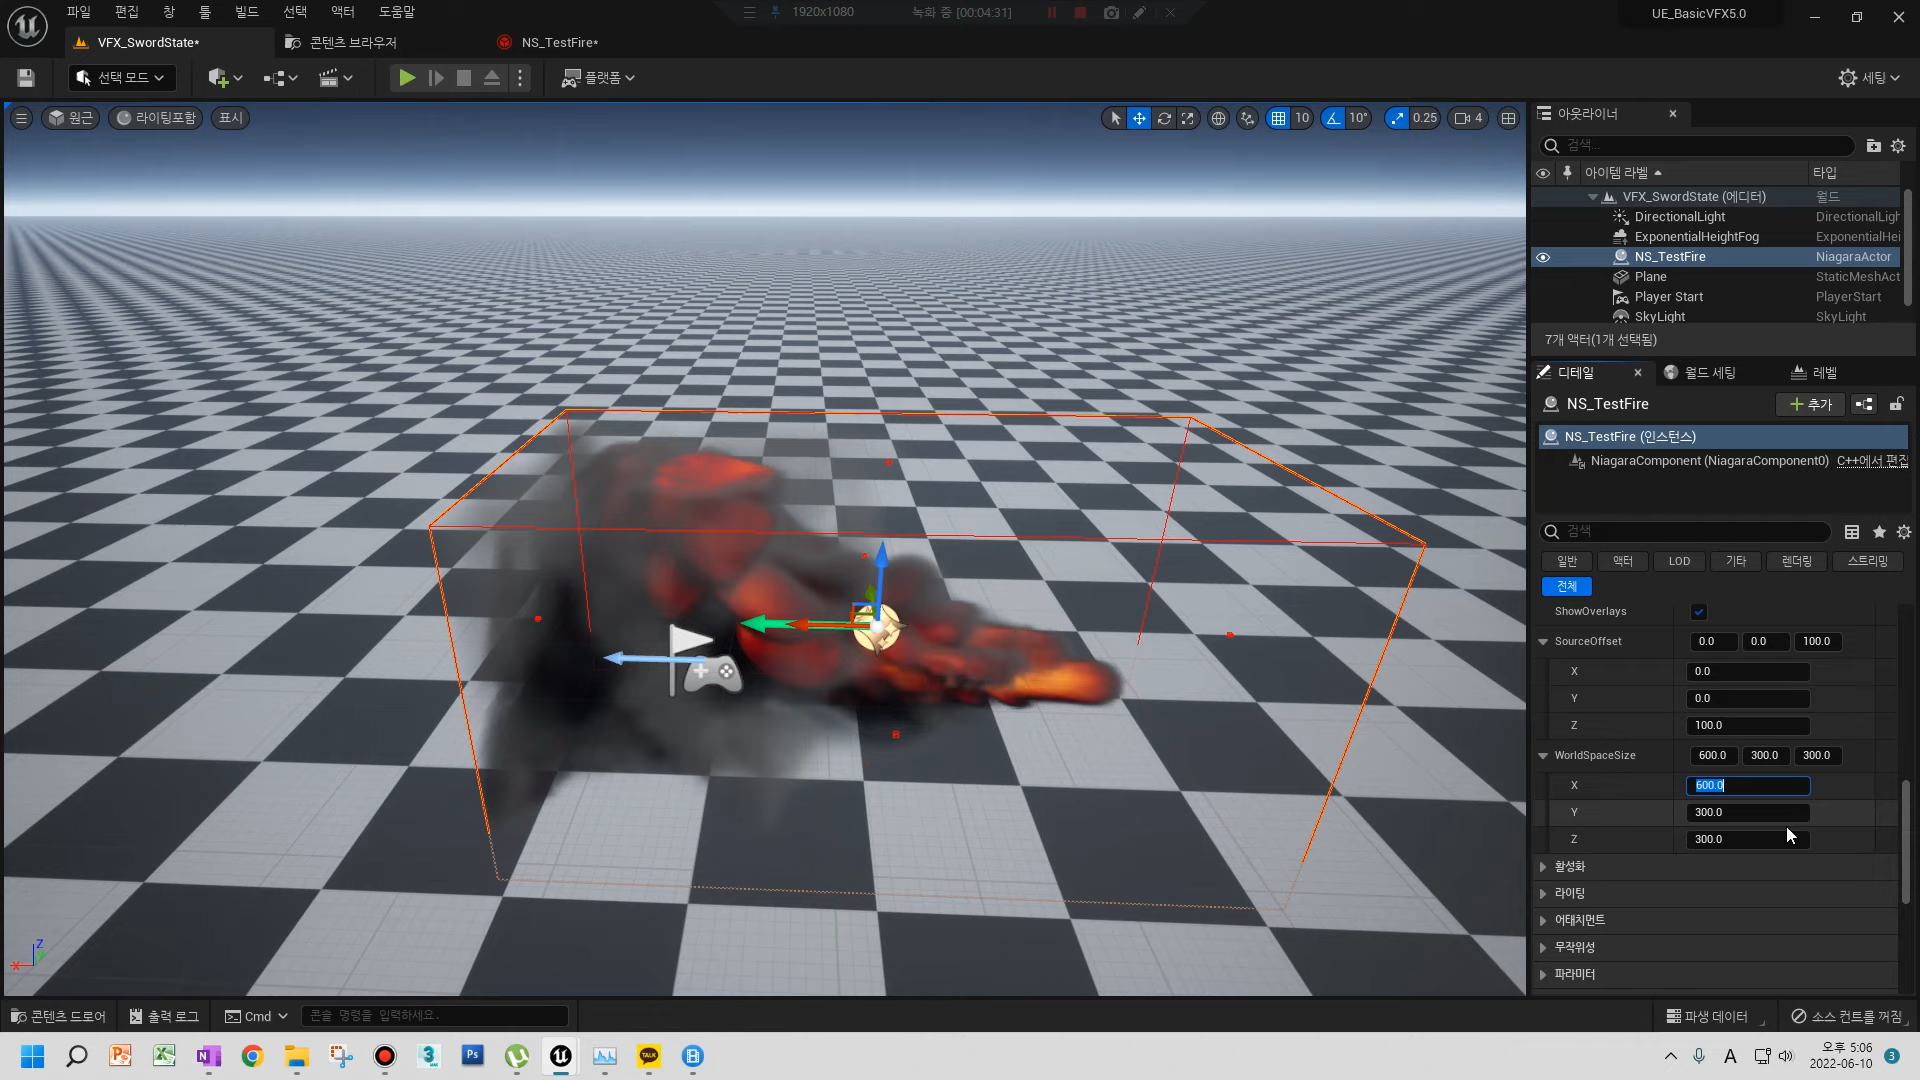 파일 편집 창 툴 빌드 선택 액터 도움말
1920x1080 녹화 중 [00:04:31]
UE_BasicVFX5.0
VFX_SwordState* 콘텐츠 브라우저 NS_TestFire*
선택 모드 플랫폼 세팅
원근 라이팅포함 표시 10 10° 0.25 4
아웃라이너
검색...
아이템 라벨 타입
VFX_SwordState (에디터) 월드
DirectionalLight DirectionalLigh
ExponentialHeightFog ExponentialHei
NS_TestFire NiagaraActor
Plane StaticMeshAct
Player Start PlayerStart
SkyLight SkyLight
7개 액터(1개 선택됨)
디테일 월드 세팅 레벨
NS_TestFire 추가
NS_TestFire (인스턴스)
NiagaraComponent (NiagaraComponent0) C++에서 편집
검색
일반 액터 LOD 기타 렌더링 스트리밍
전체
ShowOverlays
SourceOffset 0.0 0.0 100.0
X 0.0
Y 0.0
Z 100.0
WorldSpaceSize 600.0 300.0 300.0
X 600.0
Y 300.0
Z 300.0
활성화
라이팅
어태치먼트
무작위성
파라미터
Z
Y
X
콘텐츠 드로어 출력 로그 Cmd 콘솔 명령을 입력하세요. 파생 데이터 소스 컨트롤 꺼짐
P X N 3 Ps TALK A 오후 5:06
2022-06-10 3